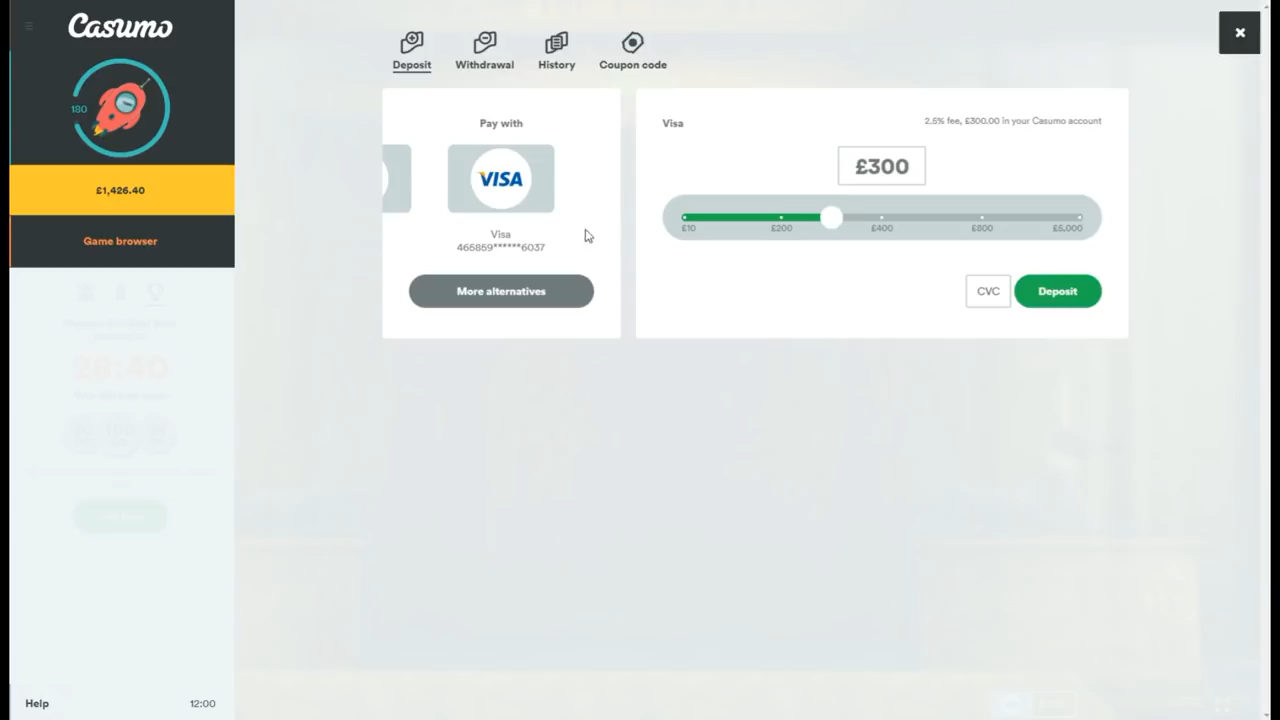 Casumo
180
£1,426.40
Game browser
28:40
Help
12:00
Deposit
Withdrawal
History
Coupon code
Pay with
VISA
Visa
465859******6037
More alternatives
Visa
2.5% fee, £300.00 in your Casumo account
£300
£10
£200
£400
£800
£5,000
CVC
Deposit